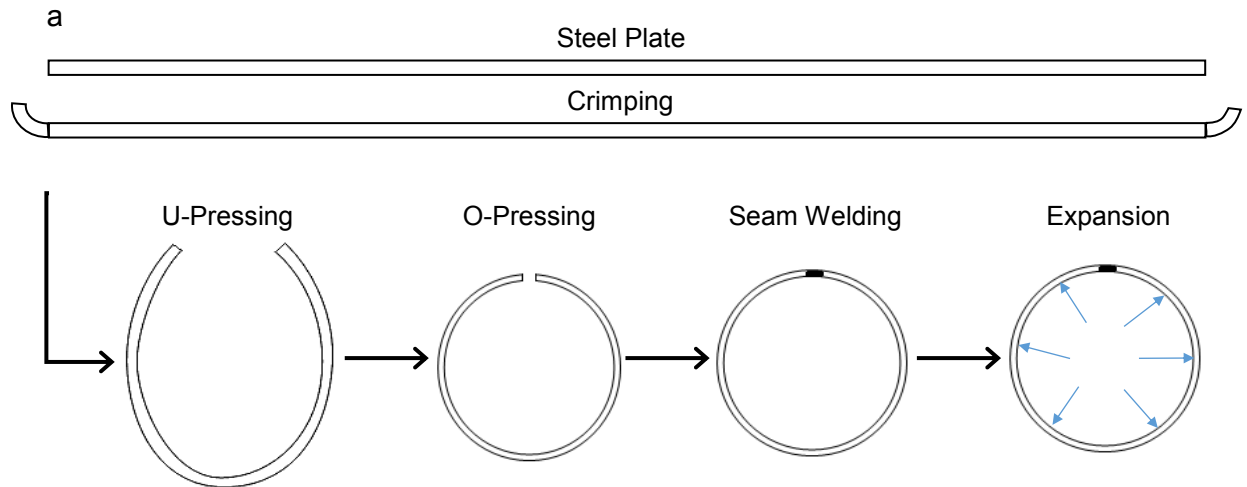 a
Steel Plate
Crimping
U-Pressing
O-Pressing
Seam Welding
Expansion